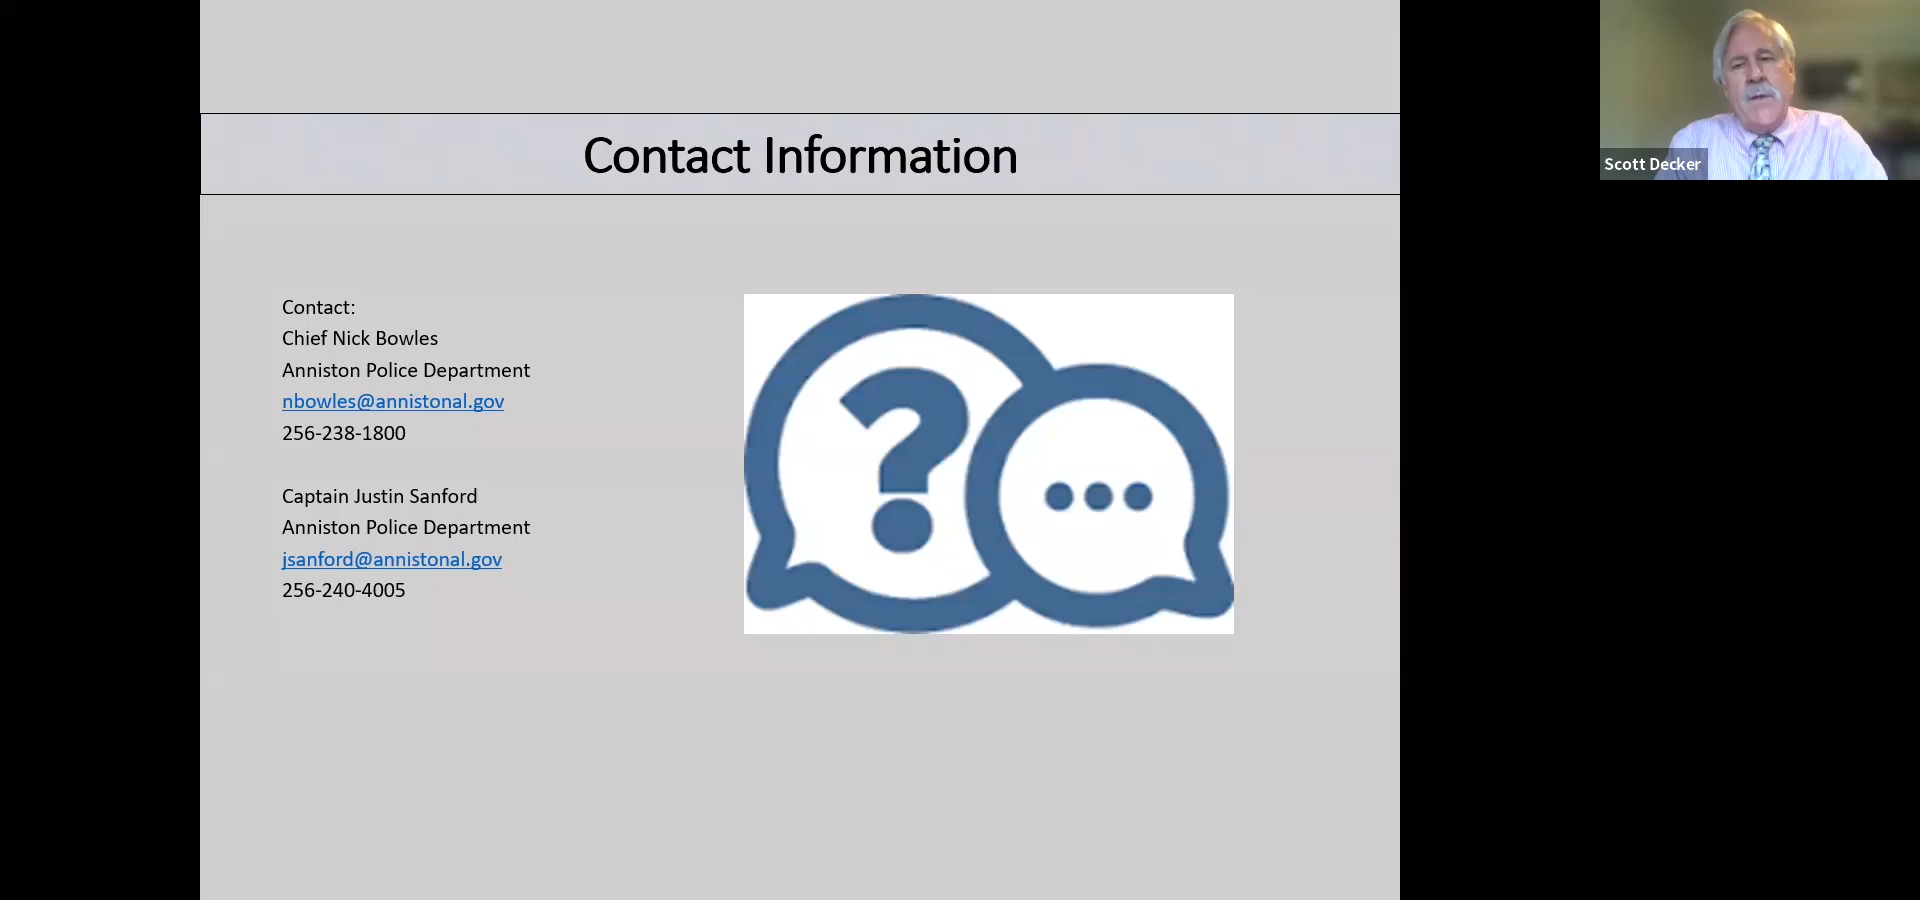 Contact Information
Contact:
Chief Nick Bowles
Anniston Police Department
nbowles@annistonal.gov
256-238-1800
Captain Justin Sanford
Anniston Police Department
jsanford@annistonal.gov
256-240-4005
?
Scott Decker